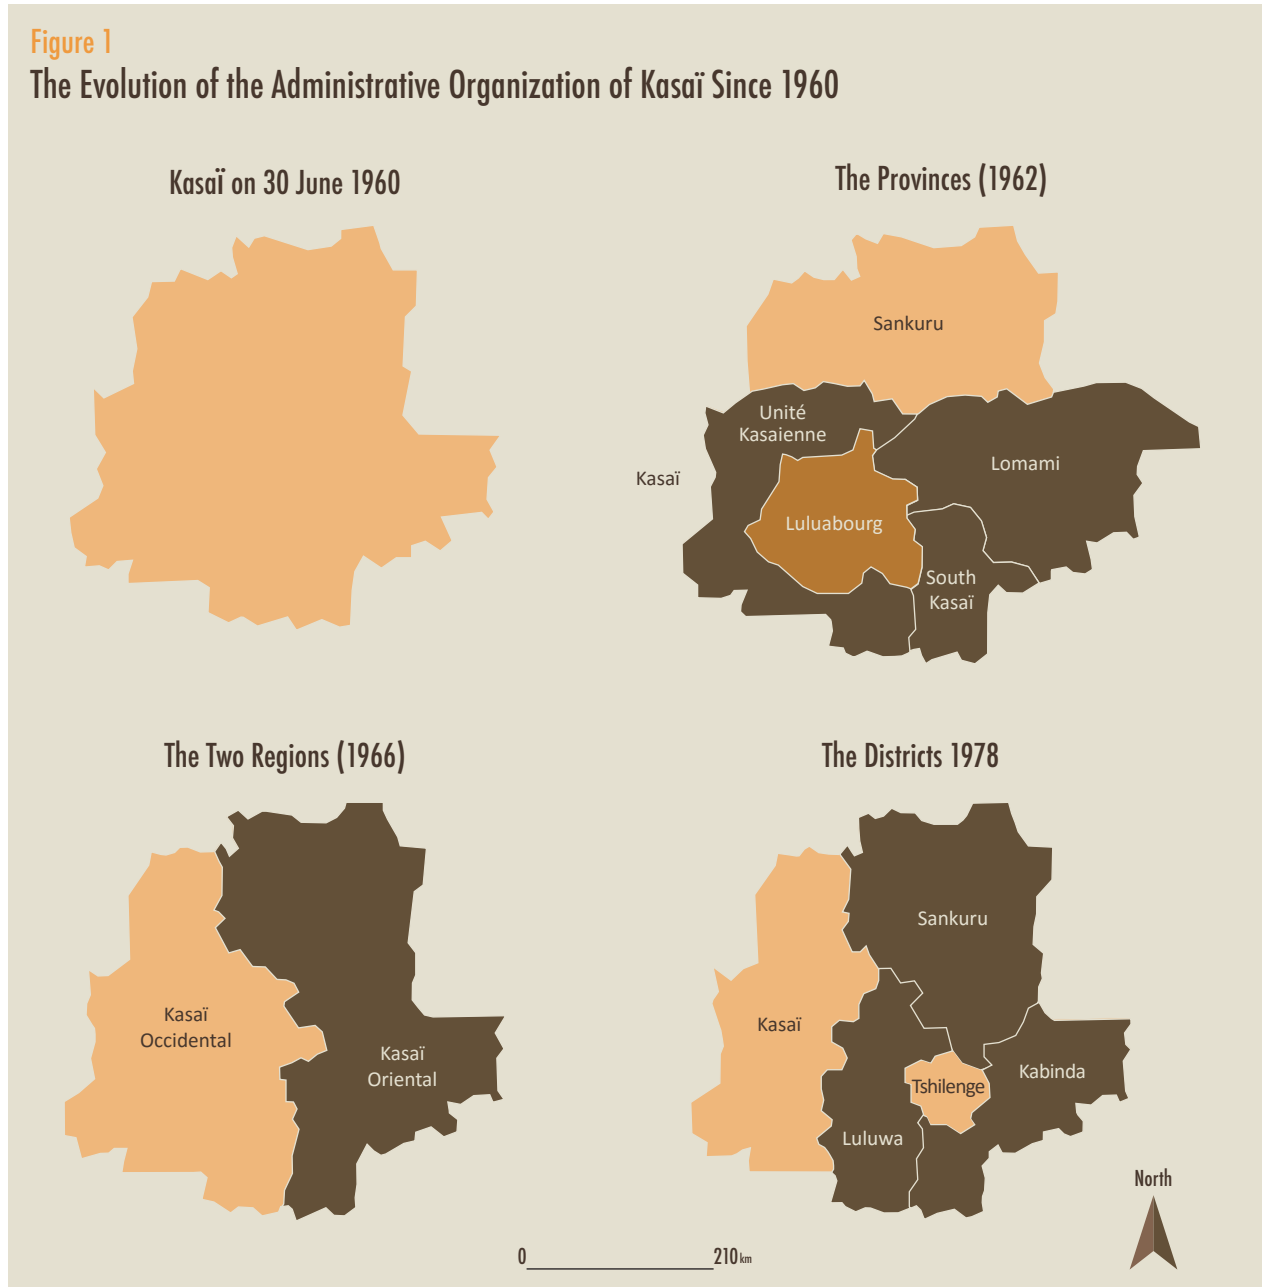 Figure 1
The Evolution of the Administrative Organization of Kasaï Since 1960
Kasaï on 30 June 1960
The Provinces (1962)
Sankuru
Unité
Kasaienne
Lomami
Kasaï
Luluabourg
South
Kasaï
The Two Regions (1966)
The Districts 1978
Kasaï
Occidental
Kasaï
Oriental
Sankuru
Kasaï
Kabinda
Tshilenge
Luluwa
North
0
210 km